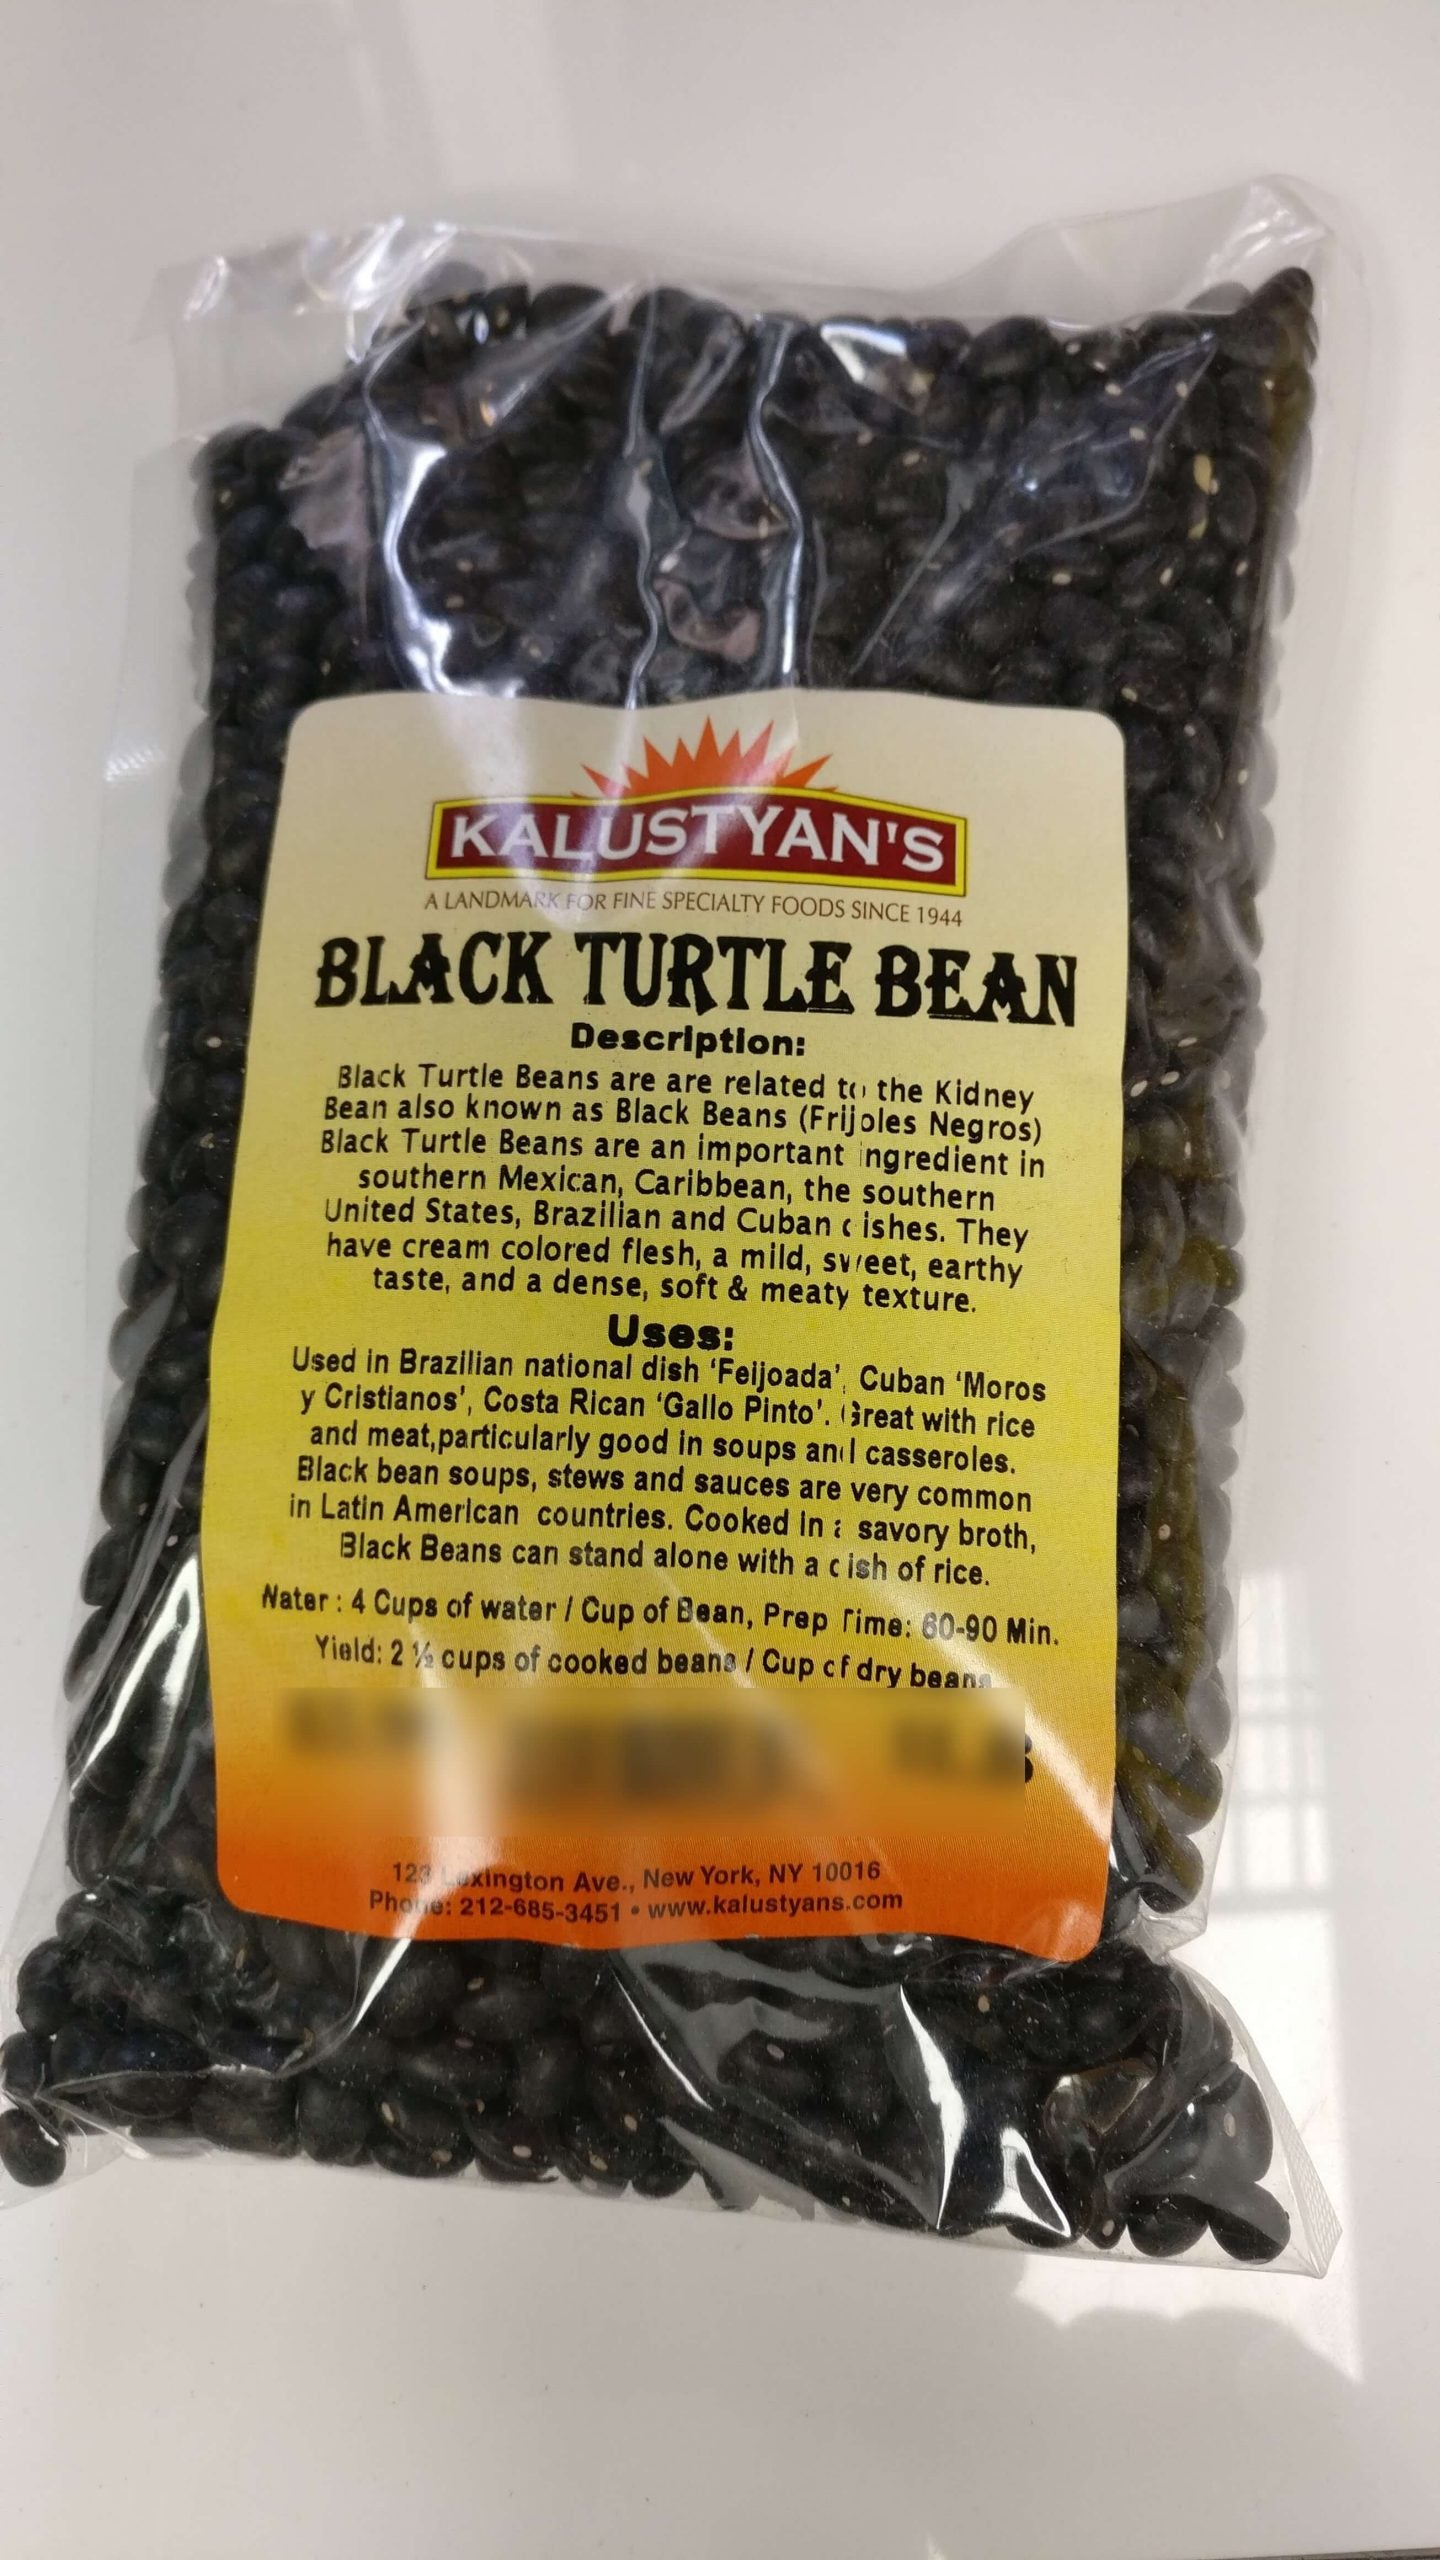 KALUSTYAN'S
A LANDMARK FOR FINE SPECIALTY FOODS SINCE 1944
BLACK TURTLE BEAN
Description:
Black Turtle Beans are are related to the Kidney
Bean also known as Black Beans (Frijoles Negros)
Black Turtle Beans are an important ingredient in
southern Mexican, Caribbean, the southern
United States, Brazilian and Cuban dishes. They
have cream colored flesh, a mild, sweet, earthy
taste, and a dense, soft & meaty texture.
Uses:
Used in Brazilian national dish ‘Feijoada’, Cuban ‘Moros
y Cristianos’, Costa Rican ‘Gallo Pinto’. Great with rice
and meat,particularly good in soups and casseroles.
Black bean soups, stews and sauces are very common
in Latin American countries. Cooked in a savory broth,
Black Beans can stand alone with a dish of rice.
Water : 4 Cups of water / Cup of Bean, Prep Time: 60-90 Min.
Yield: 2 ½ cups of cooked beans / Cup of dry beans
123 Lexington Ave., New York, NY 10016
Phone: 212-685-3451 • www.kalustyans.com